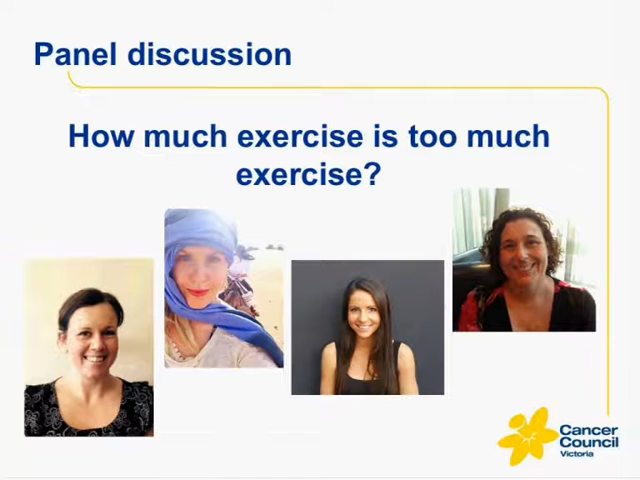 Panel discussion
How much exercise is too much
exercise?
Cancer
Council
Victoria